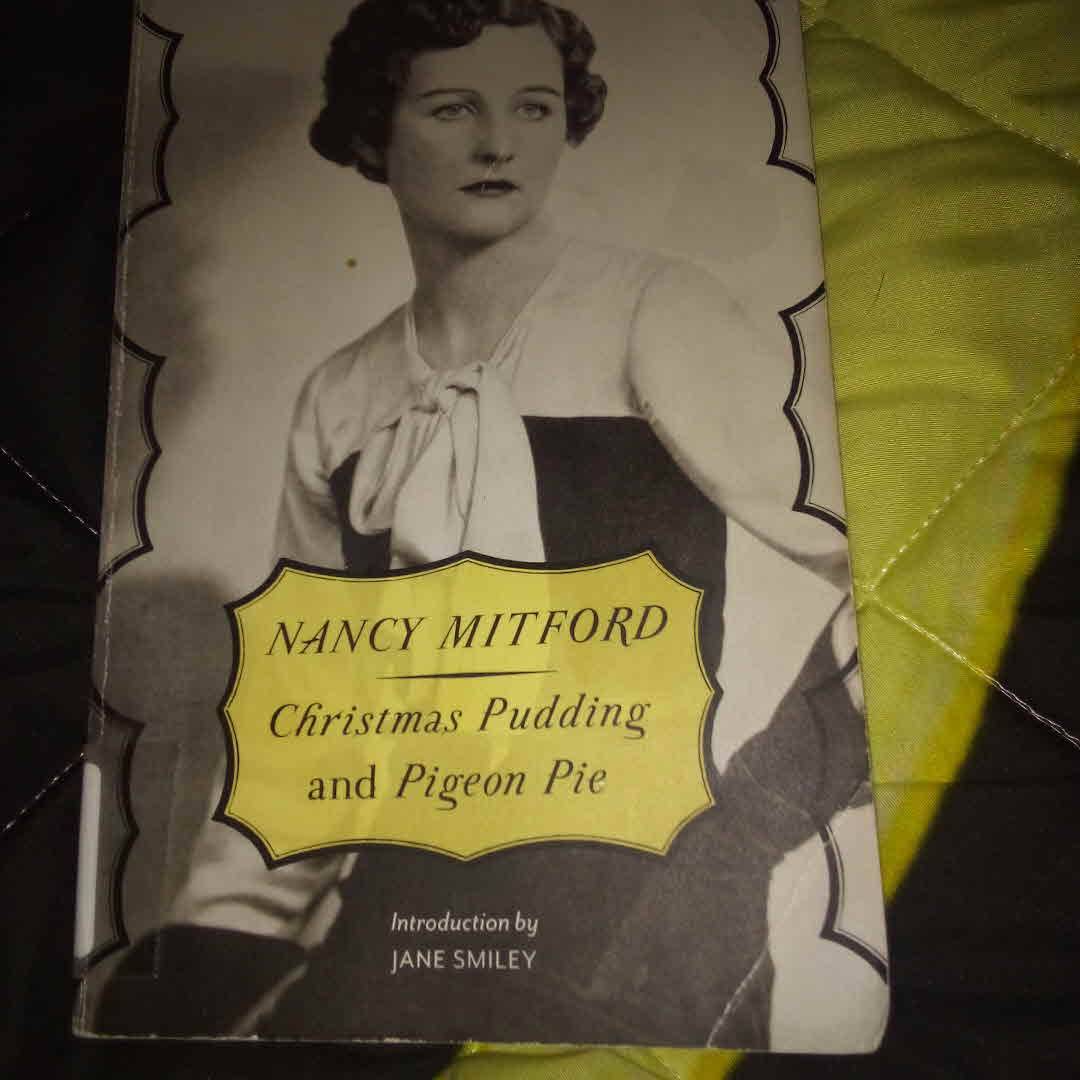 NANCY MITFORD
Christmas Pudding
and Pigeon Pie
Introduction by
JANE SMILEY